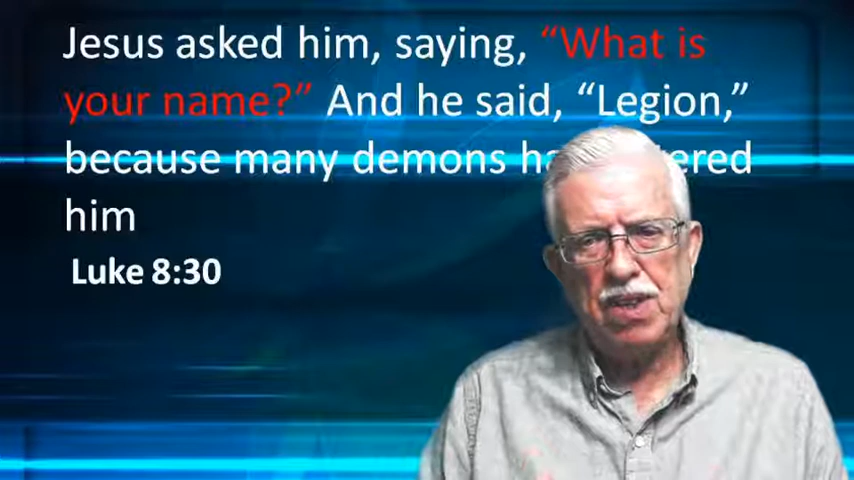 Jesus asked him, saying, “What is
your name?” And he said, “Legion,”
because many demons
him
Luke 8:30